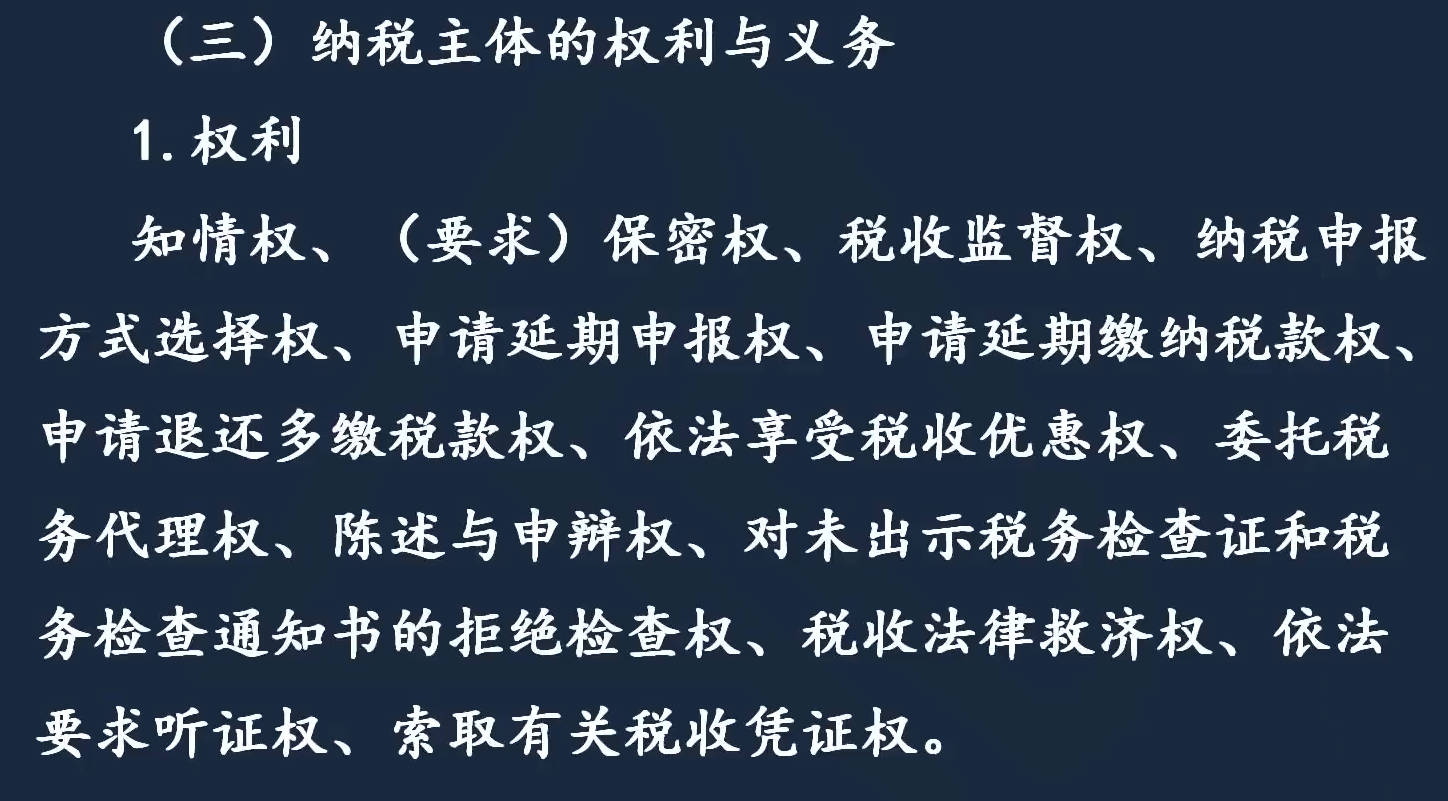 （三）纳税主体的权利与义务
1.权利
知情权、（要求）保密权、税收监督权、纳税申报
方式选择权、申请延期申报权、申请延期缴纳税款权、
申请退还多缴税款权、依法享受税收优惠权、委托税
务代理权、陈述与申辩权、对未出示税务检查证和税
务检查通知书的拒绝检查权、税收法律救济权、依法
要求听证权、索取有关税收凭证权。